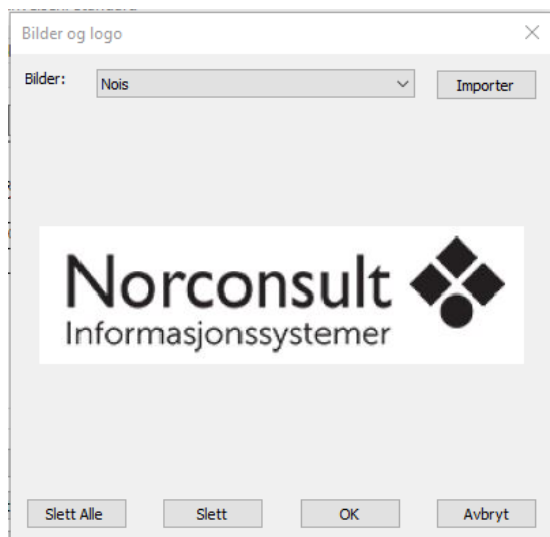 Bilder og logo
Bilder:
Nois
Importer
Norconsult
Informasjonssystemer
Slett Alle
Slett
OK
Avbryt